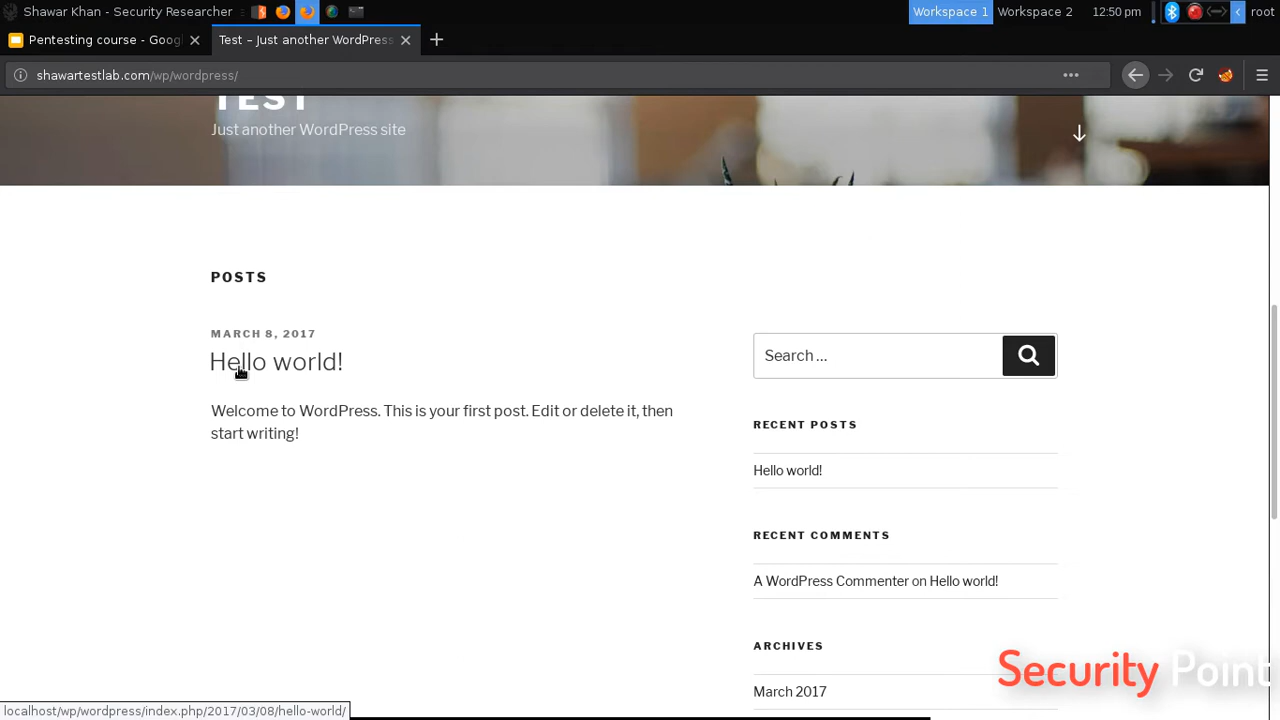 Shawar Khan - Security Researcher
Workspace 1 Workspace 2 12:50 pm root
Pentesting course - Goog
Test – Just another WordPress
shawartestlab.com/wp/wordpress/
TEST
Just another WordPress site
POSTS
MARCH 8, 2017
Hello world!
Welcome to WordPress. This is your first post. Edit or delete it, then
start writing!
Search ...
RECENT POSTS
Hello world!
RECENT COMMENTS
A WordPress Commenter on Hello world!
ARCHIVES
March 2017
Security Point
localhost/wp/wordpress/index.php/2017/03/08/hello-world/